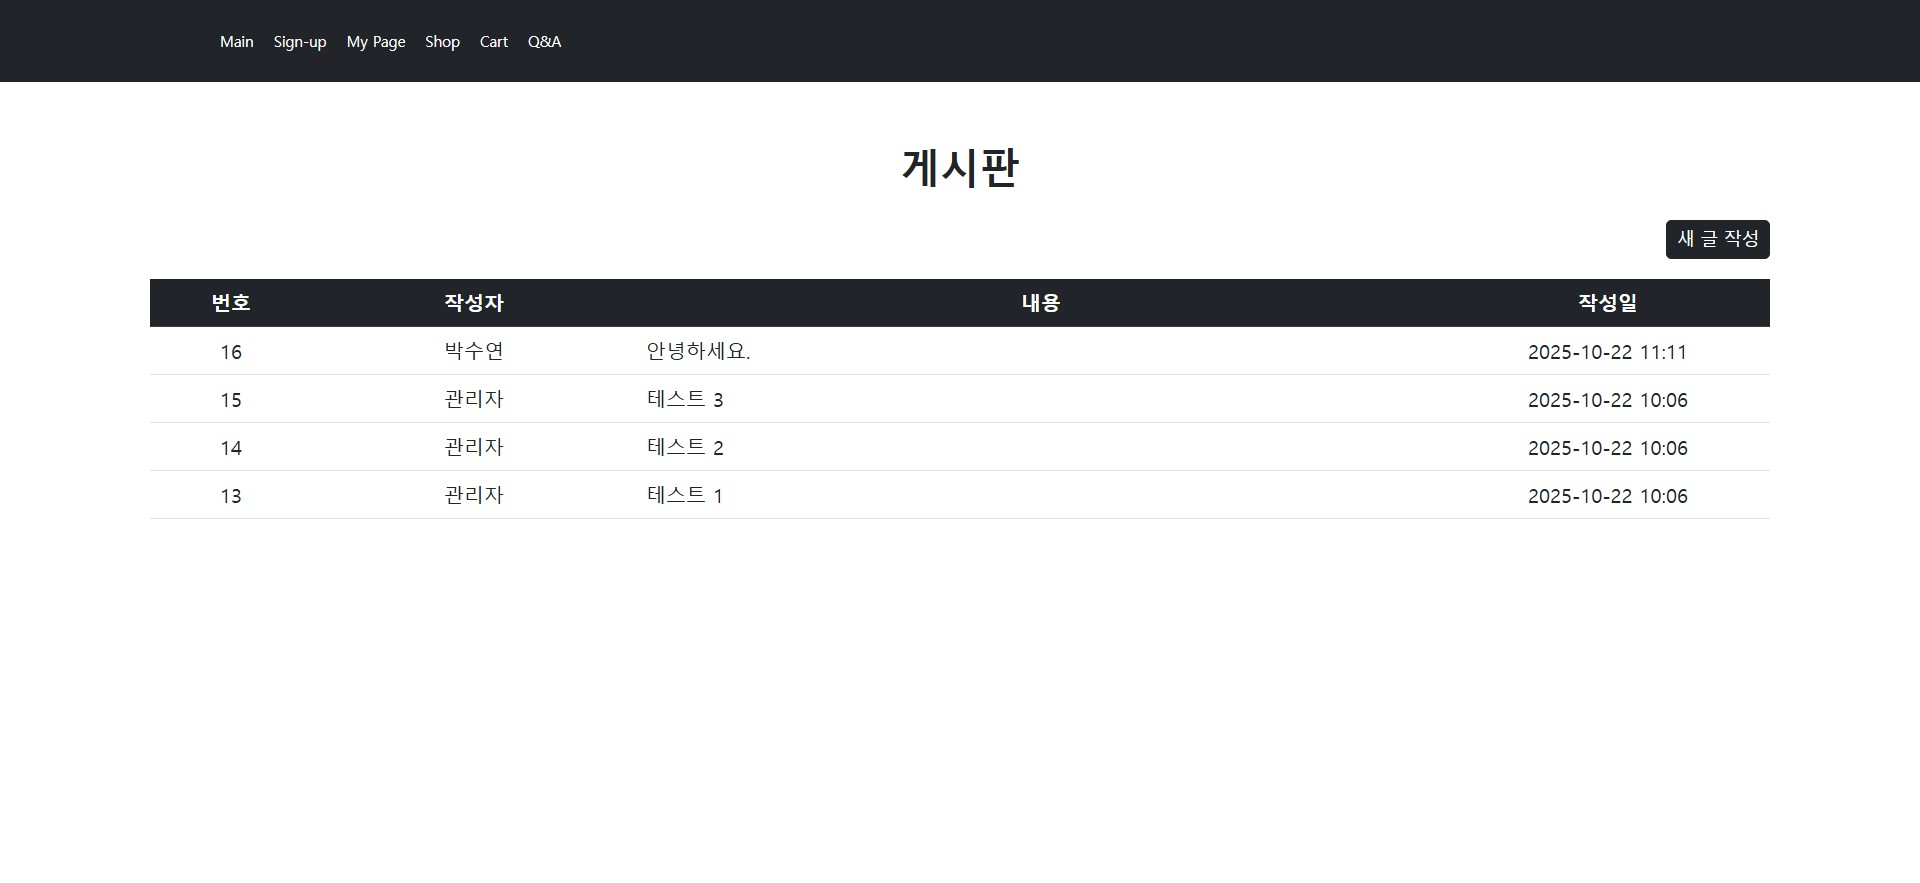 Main Sign-up My Page Shop Cart Q&A
게시판
새 글 작성
번호 작성자 내용 작성일
16 박수연 안녕하세요. 2025-10-22 11:11
15 관리자 테스트 3 2025-10-22 10:06
14 관리자 테스트 2 2025-10-22 10:06
13 관리자 테스트 1 2025-10-22 10:06